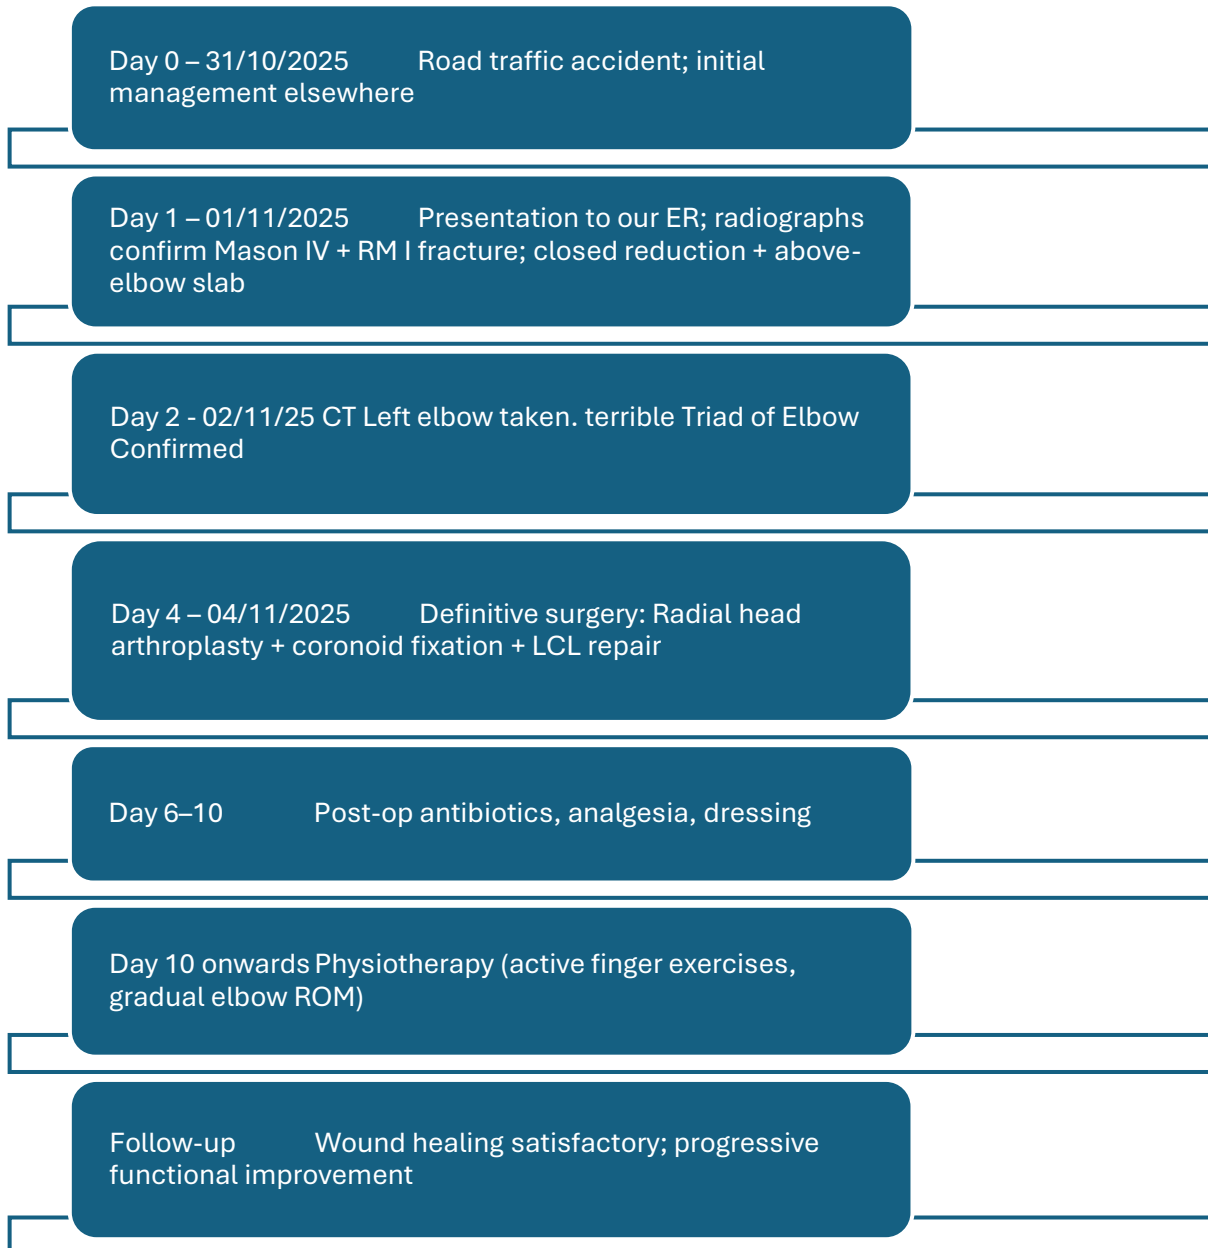 Day 0 – 31/10/2025 Road traffic accident; initial
management elsewhere
Day 1 – 01/11/2025 Presentation to our ER; radiographs
confirm Mason IV + RM I fracture; closed reduction + above-
elbow slab
Day 2 - 02/11/25 CT Left elbow taken. terrible Triad of Elbow
Confirmed
Day 4 – 04/11/2025 Definitive surgery: Radial head
arthroplasty + coronoid fixation + LCL repair
Day 6–10 Post-op antibiotics, analgesia, dressing
Day 10 onwards Physiotherapy (active finger exercises,
gradual elbow ROM)
Follow-up Wound healing satisfactory; progressive
functional improvement